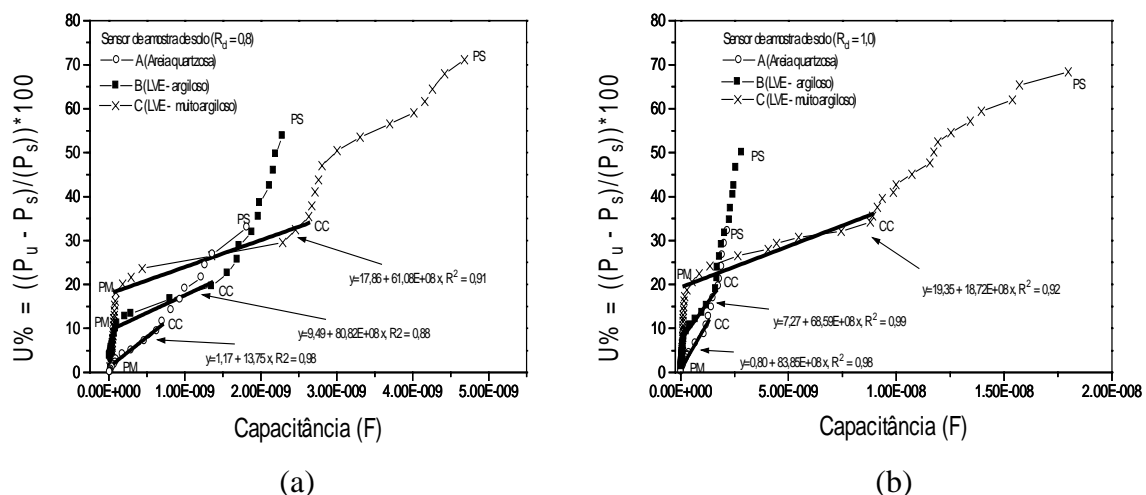 U% = ((P_u - P_s)/(P_s))*100
80
70
60
50
40
30
20
10
0
Sensor de amostra de solo (R_d = 0,8)
A (Areia quartzosa)
B (LVE - argiloso)
C (LVE - muito argiloso)
PS
PS
PS
CC
CC
CC
PM
PM
PM
y=17,86 + 61,08E+08 x, R² = 0,91
y=9,49 + 80,82E+08 x, R2 = 0,88
y=1,17 + 13,75 x, R2 = 0,98
0.00E+000
1.00E-009
2.00E-009
3.00E-009
4.00E-009
5.00E-009
Capacitância (F)
(a)
U% = ((P_u - P_s)/(P_s))*100
80
70
60
50
40
30
20
10
0
Sensor de amostra de solo (R_d = 1,0)
A (Areia quartzosa)
B (LVE - argiloso)
C (LVE - muito argiloso)
PS
PS
PS
CC
CC
CC
PM
PM
y=19,35 + 18,72E+08 x, R² = 0,92
y=7,27 + 68,59E+08 x, R² = 0,99
y=0,80 + 83,85E+08 x, R² = 0,98
0.00E+000
5.00E-009
1.00E-008
1.50E-008
2.00E-008
Capacitância (F)
(b)